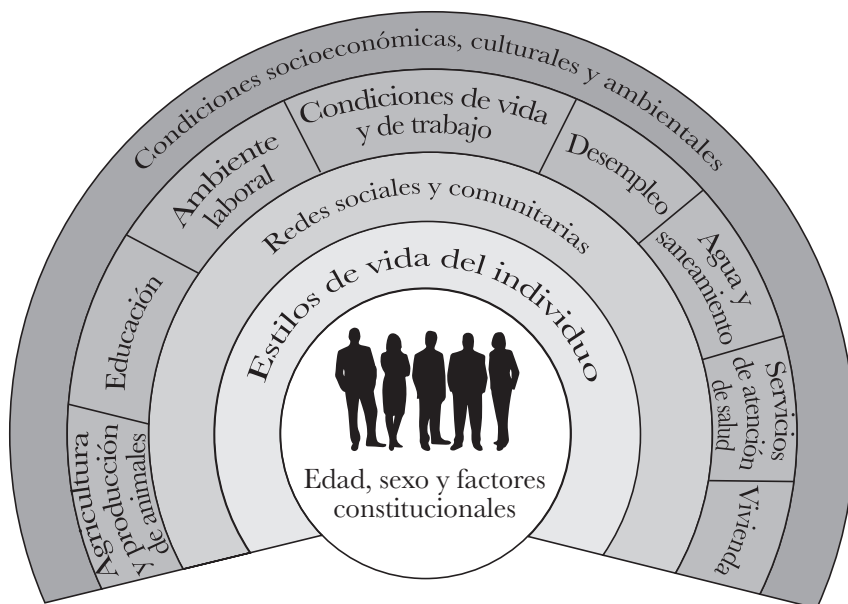 Condiciones socioeconómicas, culturales y ambientales
Agricultura
y producción
de animales
Educación
Ambiente
laboral
Condiciones de vida
y de trabajo
Desempleo
Agua y
saneamiento
Servicios
de atención
de salud
Vivienda
Redes sociales y comunitarias
Estilos de vida del individuo
Edad, sexo y factores
constitucionales